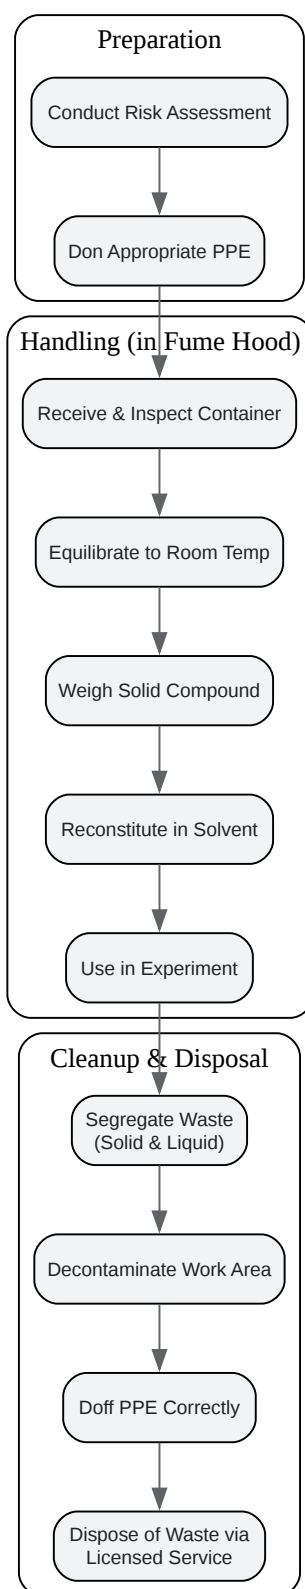 Preparation
Conduct Risk Assessment
Don Appropriate PPE
Handling (in Fume Hood)
Receive & Inspect Container
Equilibrate to Room Temp
Weigh Solid Compound
Reconstitute in Solvent
Use in Experiment
Cleanup & Disposal
Segregate Waste
(Solid & Liquid)
Decontaminate Work Area
Doff PPE Correctly
Dispose of Waste via
Licensed Service